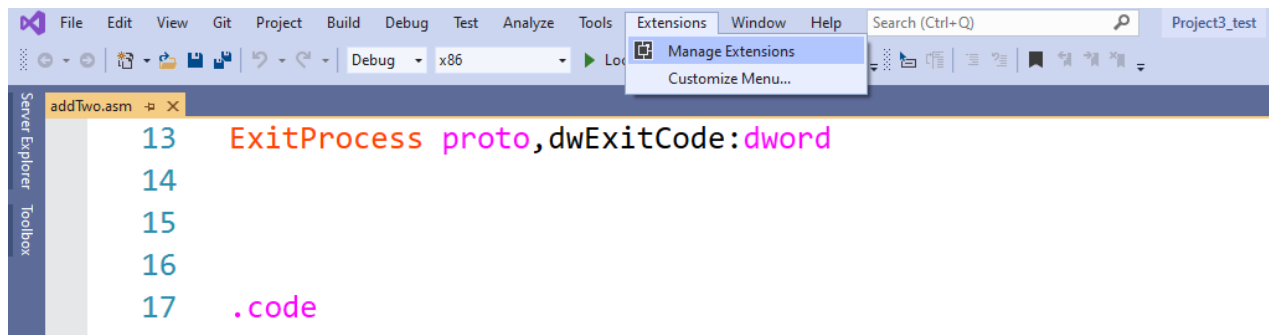 File Edit View Git Project Build Debug Test Analyze Tools Extensions Window Help Search (Ctrl+Q) Project3_test
Debug x86
Manage Extensions
Customize Menu...
Server Explorer
Toolbox
addTwo.asm
13 ExitProcess proto,dwExitCode:dword
14
15
16
17 .code